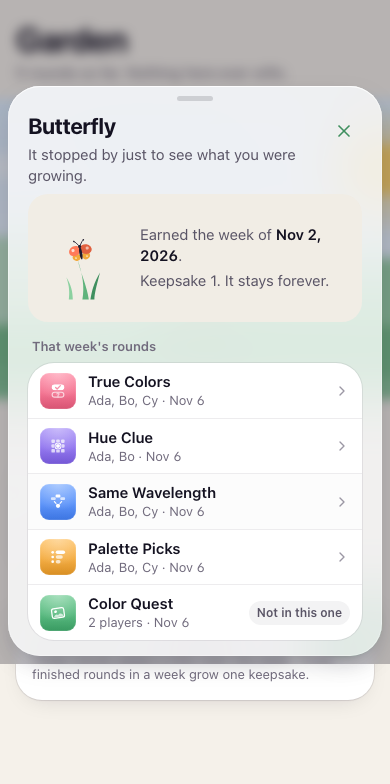 Garden
Butterfly
It stopped by just to see what you were
growing.
Earned the week of Nov 2,
2026.
Keepsake 1. It stays forever.
That week's rounds
True Colors
Ada, Bo, Cy · Nov 6
Hue Clue
Ada, Bo · Nov 6
Same Wavelength
Ada, Bo, Cy · Nov 6
Palette Picks
Ada, Bo, Cy · Nov 6
Color Quest
2 players · Nov 6
Not in this one
finished rounds in a week grow one keepsake.